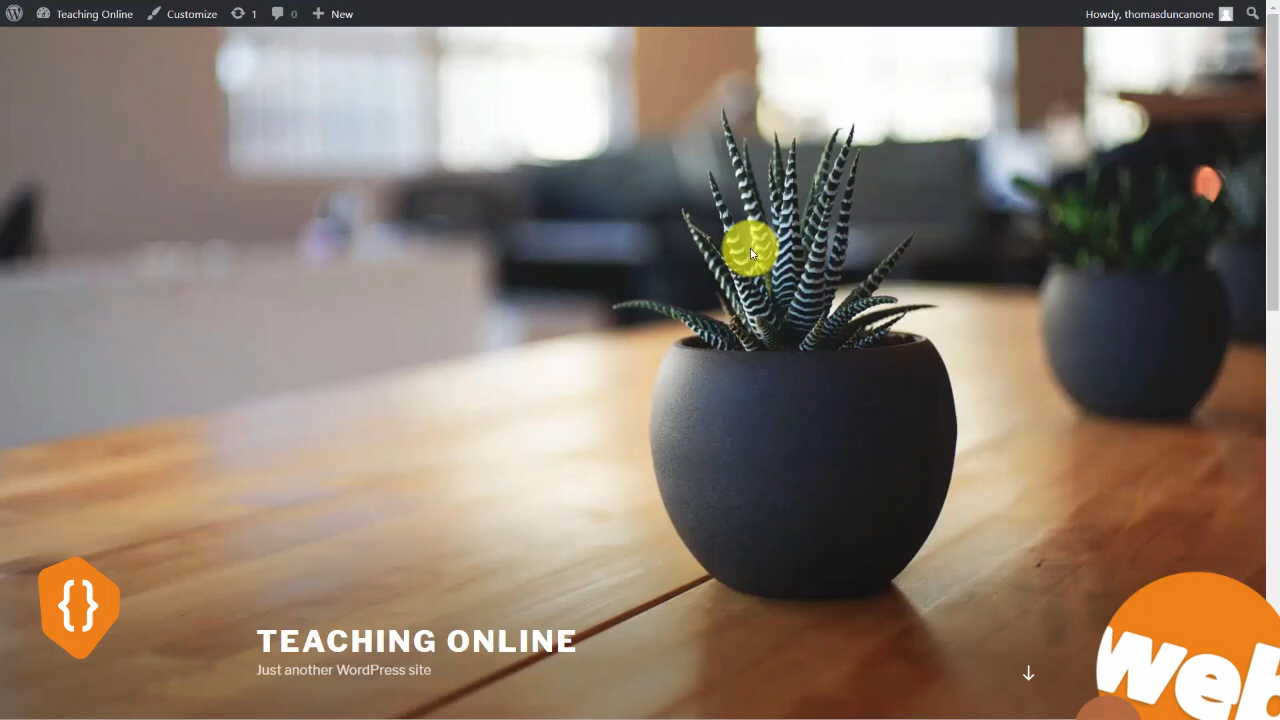 Teaching Online Customize 1 0 New Howdy, thomasduncanone
{}
TEACHING ONLINE
Just another WordPress site
Web